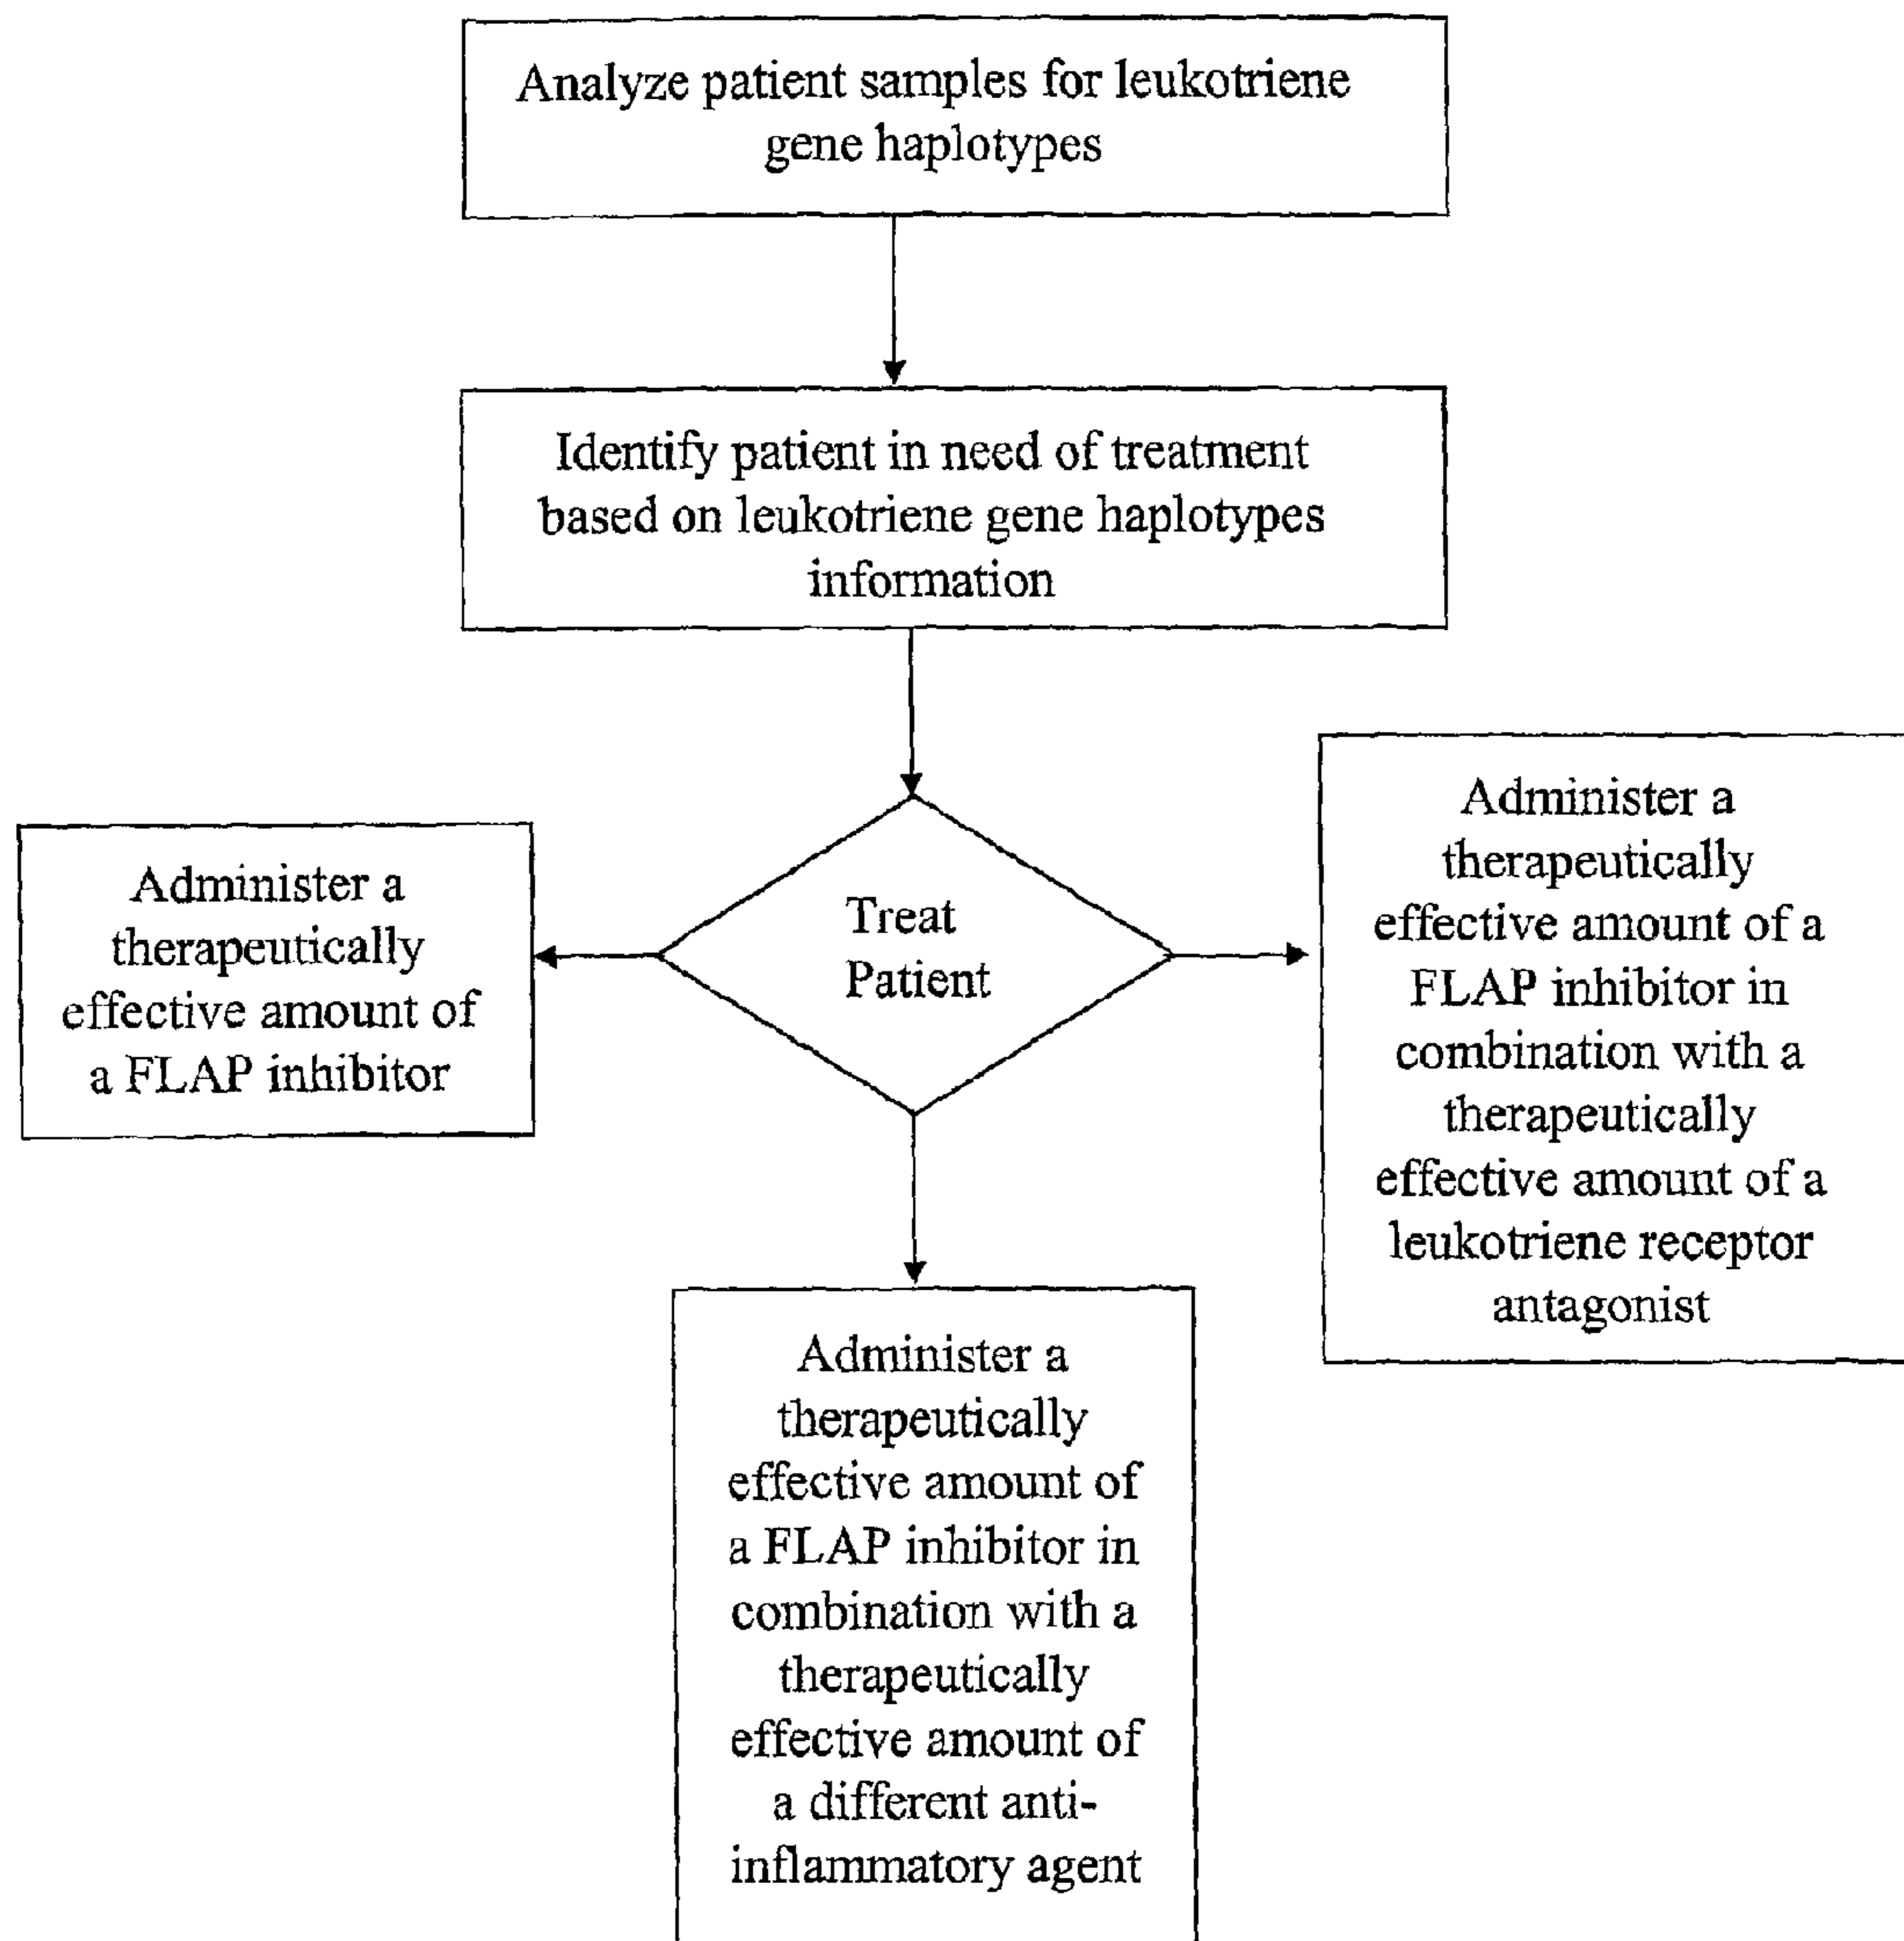 Analyze patient samples for leukotriene
gene haplotypes
Identify patient in need of treatment
based on leukotriene gene haplotypes
information
Treat
Patient
Administer a
therapeutically
effective amount of
a FLAP inhibitor
Administer a
therapeutically
effective amount of a
FLAP inhibitor in
combination with a
therapeutically
effective amount of a
leukotriene receptor
antagonist
Administer a
therapeutically
effective amount of
a FLAP inhibitor in
combination with a
therapeutically
effective amount of
a different anti-
inflammatory agent